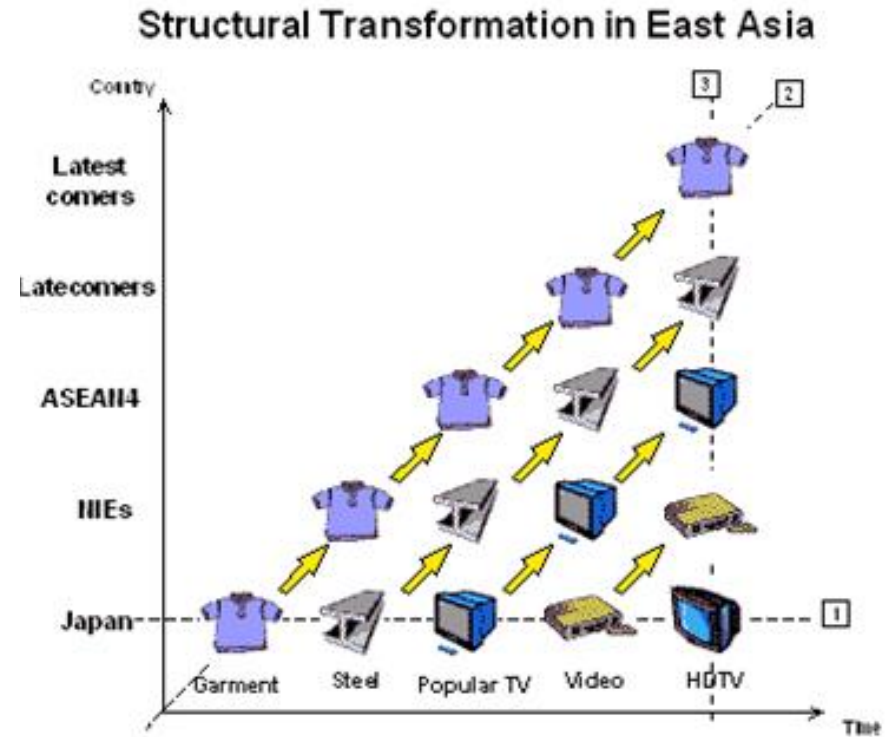 Structural Transformation in East Asia
Country
3
2
Latest
comers
Latecomers
ASEAN4
NIEs
Japan
1
Garment
Steel
Popular TV
Video
HDTV
Time